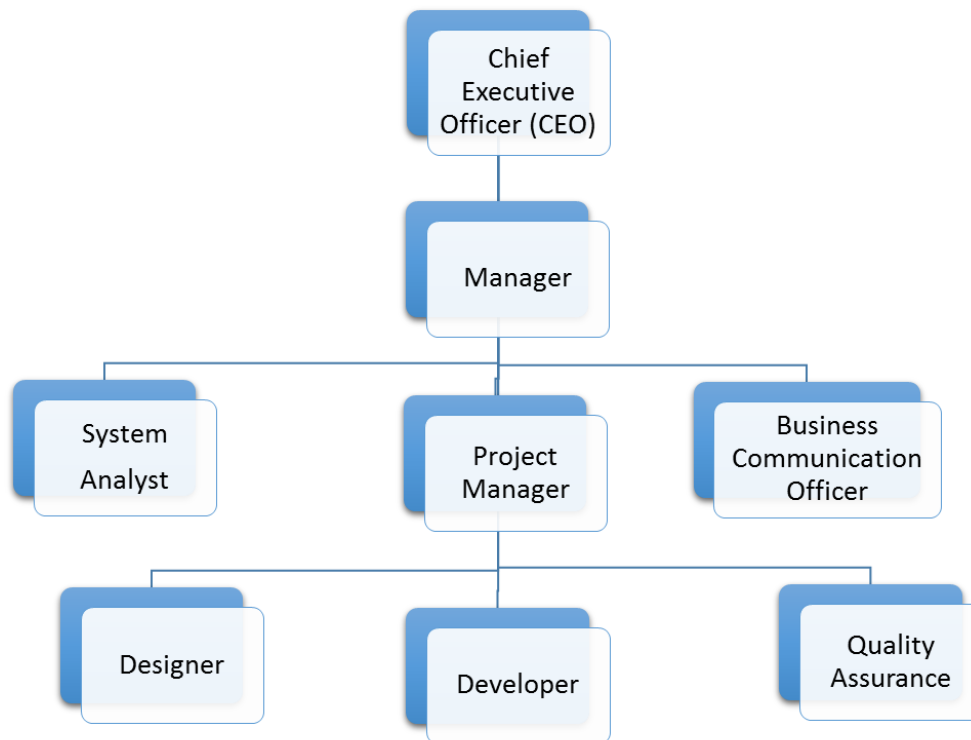 Chief
Executive
Officer (CEO)
Manager
System
Analyst
Project
Manager
Business
Communication
Officer
Designer
Developer
Quality
Assurance